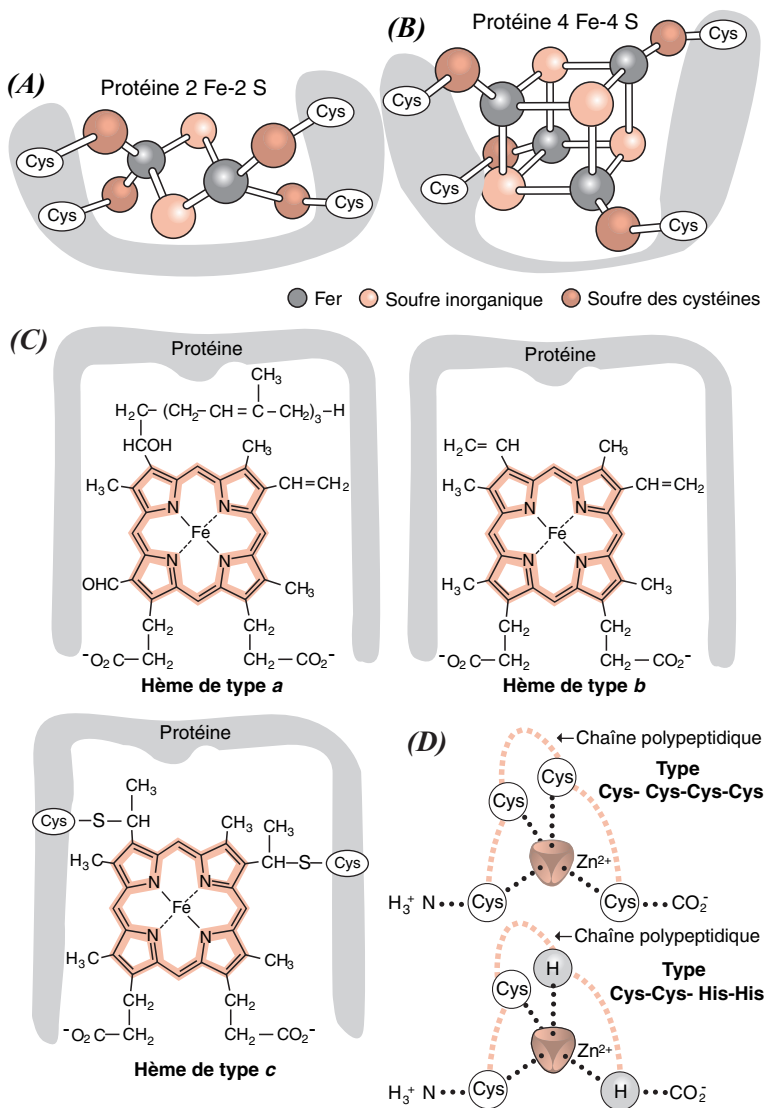 (A)
Protéine 2 Fe-2 S
Cys
Cys
Cys
Cys
(B)
Protéine 4 Fe-4 S
Cys
Cys
Cys
Cys
Fer
Soufre inorganique
Soufre des cystéines
(C)
Protéine
CH₃
H₂C—(CH₂—CH=C—CH₂)₃—H
HCOH
CH₃
H₃C
CH=CH₂
N N
Fe
N N
OHC
CH₃
CH₂ CH₂
⁻O₂C—CH₂ CH₂—CO₂⁻
Hème de type a
Protéine
H₂C=CH
CH₃
H₃C
CH=CH₂
N N
Fe
N N
H₃C
CH₃
CH₂ CH₂
⁻O₂C—CH₂ CH₂—CO₂⁻
Hème de type b
Protéine
CH₃
Cys—S—CH
CH₃
CH₃
H₃C
CH—S—Cys
N N
Fe
N N
H₃C
CH₃
CH₂ CH₂
⁻O₂C—CH₂ CH₂—CO₂⁻
Hème de type c
(D)
←Chaîne polypeptidique
Type
Cys- Cys-Cys-Cys
Cys
Cys
Zn²⁺
H₃⁺ N Cys Cys CO₂⁻
←Chaîne polypeptidique
Type
Cys-Cys- His-His
H
Cys
Zn²⁺
H₃⁺ N Cys H CO₂⁻